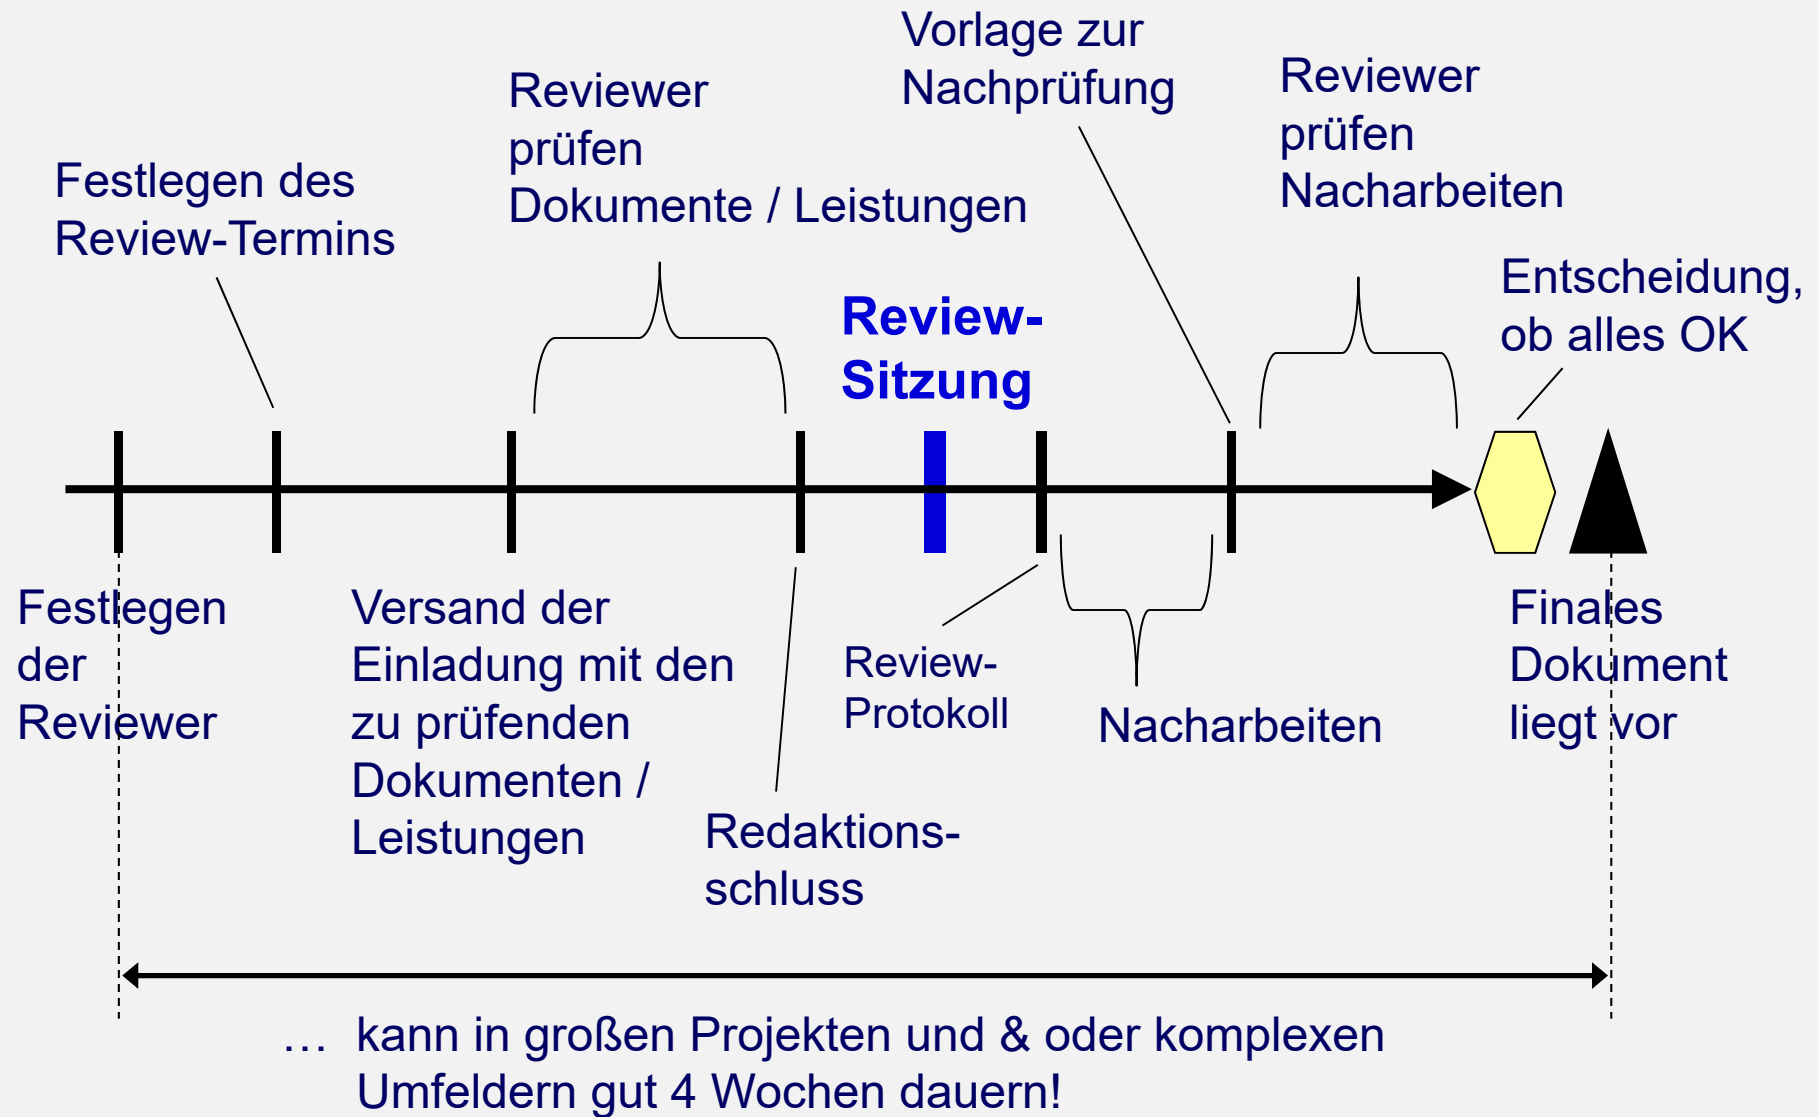 Vorlage zur
Nachprüfung
Reviewer
prüfen
Nacharbeiten
Reviewer
prüfen
Dokumente / Leistungen
Festlegen des
Review-Termins
Entscheidung,
ob alles OK
Review-
Sitzung
Festlegen
der
Reviewer
Versand der
Einladung mit den
zu prüfenden
Dokumenten /
Leistungen
Redaktions-
schluss
Review-
Protokoll
Nacharbeiten
Finales
Dokument
liegt vor
… kann in großen Projekten und & oder komplexen
Umfeldern gut 4 Wochen dauern!